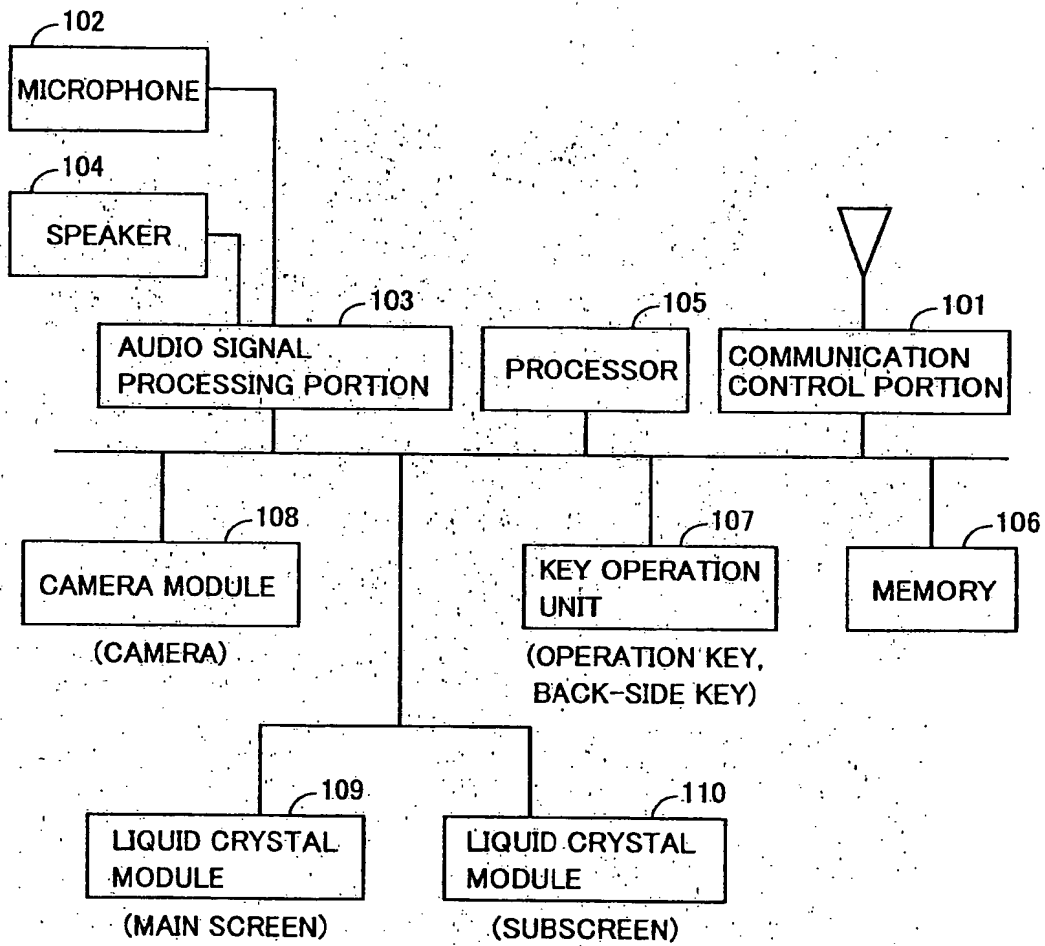 102
MICROPHONE
104
SPEAKER
103
AUDIO SIGNAL
PROCESSING PORTION
105
PROCESSOR
101
COMMUNICATION
CONTROL PORTION
108
CAMERA MODULE
(CAMERA)
107
KEY OPERATION
UNIT
(OPERATION KEY,
BACK-SIDE KEY)
106
MEMORY
109
LIQUID CRYSTAL
MODULE
(MAIN SCREEN)
110
LIQUID CRYSTAL
MODULE
(SUBSCREEN)